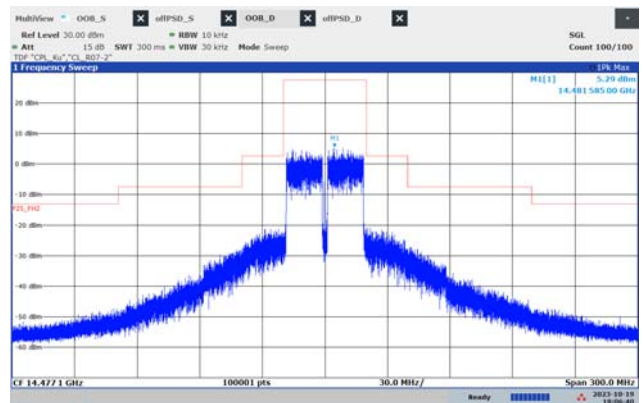 MultiView OOB_S X offPSD_S X OOB_D X offPSD_D X
Ref Level 30.00 dBm RBW 10 kHz SGL
Att 15 dB SWT 300 ms VBW 30 kHz Mode Sweep Count 100/100
TDF "CPL_Ku","CL_R07-2"
1 Frequency Sweep 1Pk Max
M1[1] 5.29 dBm
14.481 585 00 GHz
20 dBm
10 dBm
M1
0 dBm
-10 dBm
-20 dBm
-30 dBm
-40 dBm
-50 dBm
-60 dBm
CF 14.4771 GHz 100001 pts 30.0 MHz/ Span 300.0 MHz
Ready 2023-10-19